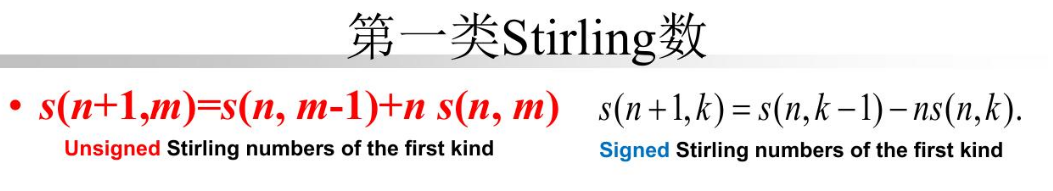 第一类Stirling数
• s(n+1,m)=s(n, m-1)+n s(n, m) s(n+1,k)=s(n,k-1)-ns(n,k).
Unsigned Stirling numbers of the first kind Signed Stirling numbers of the first kind